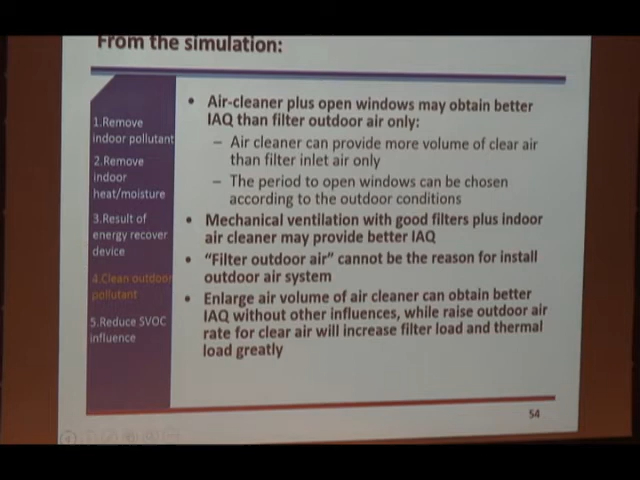 From the simulation:
1.Remove
indoor pollutant
2.Remove
indoor
heat/moisture
3.Result of
energy recover
device
4.Clean outdoor
pollutant
5.Reduce SVOC
influence
• Air-cleaner plus open windows may obtain better
IAQ than filter outdoor air only:
– Air cleaner can provide more volume of clear air
than filter inlet air only
– The period to open windows can be chosen
according to the outdoor conditions
• Mechanical ventilation with good filters plus indoor
air cleaner may provide better IAQ
• “Filter outdoor air” cannot be the reason for install
outdoor air system
• Enlarge air volume of air cleaner can obtain better
IAQ without other influences, while raise outdoor air
rate for clear air will increase filter load and thermal
load greatly
54